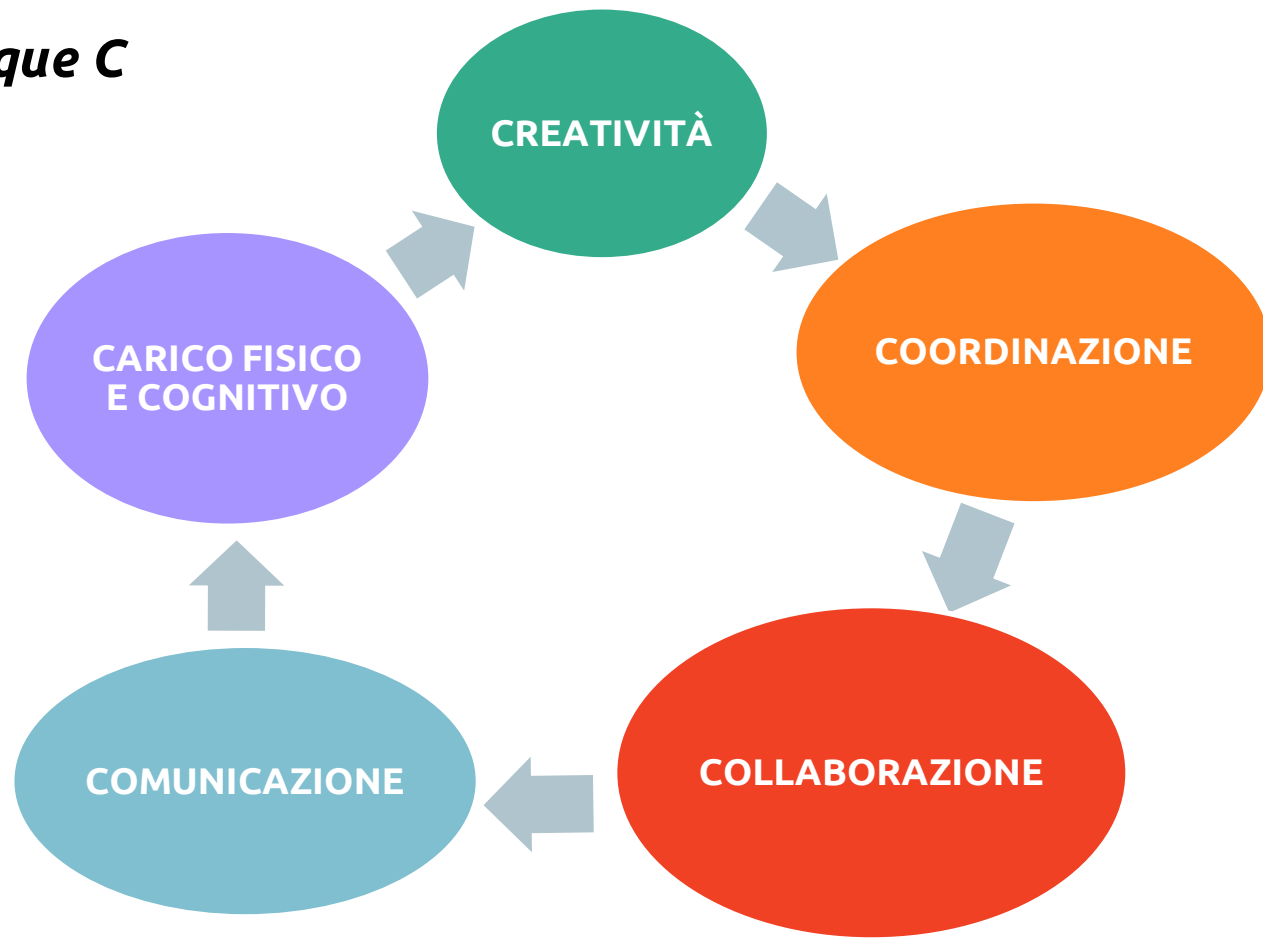 que C
CREATIVITÀ
COORDINAZIONE
COLLABORAZIONE
COMUNICAZIONE
CARICO FISICO
E COGNITIVO